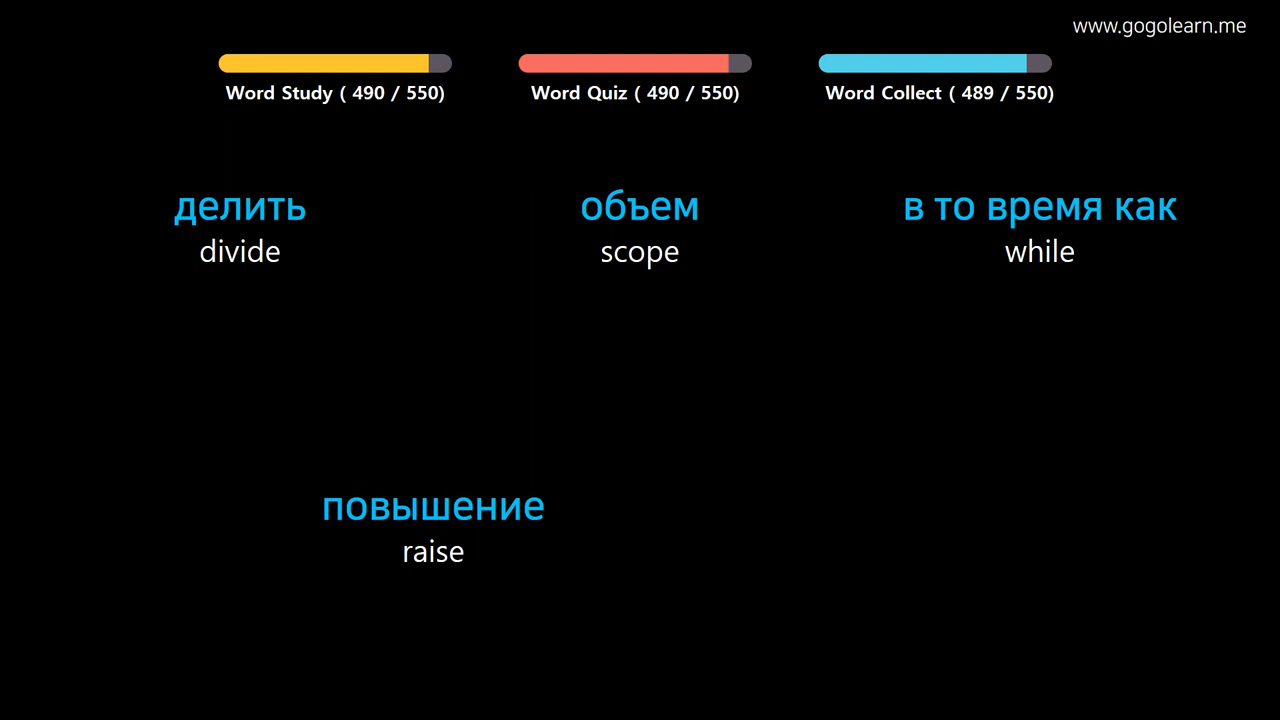 www.gogolearn.me
Word Study ( 490 / 550)
Word Quiz ( 490 / 550)
Word Collect ( 489 / 550)
делить
divide
объем
scope
в то время как
while
повышение
raise